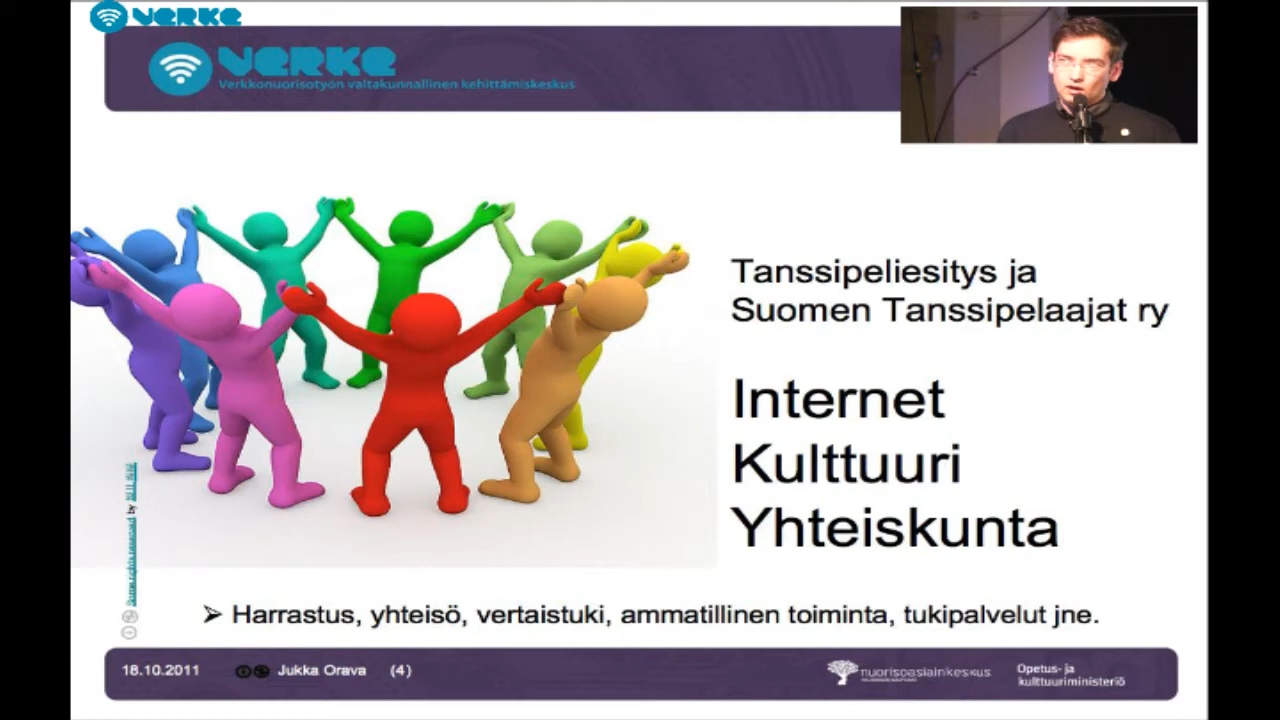 verke
verke
Verkkonuorisotyön valtakunnallinen kehittämiskeskus
Tanssipeliesitys ja
Suomen Tanssipelaajat ry
Internet
Kulttuuri
Yhteiskunta
by
➢ Harrastus, yhteisö, vertaistuki, ammatillinen toiminta, tukipalvelut jne.
18.10.2011 Jukka Orava (4)
nuorisoasiainkeskus
Opetus- ja
kulttuuriministeriö